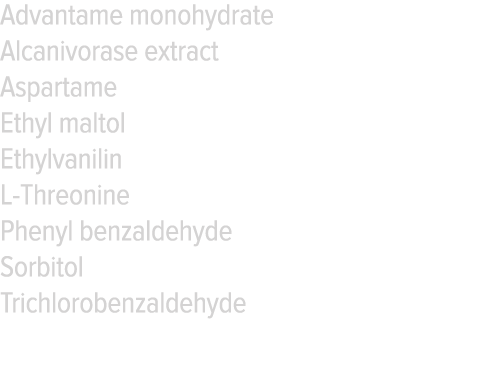 Advantame monohydrate
Alcanivorase extract
Aspartame
Ethyl maltol
Ethylvanilin
L-Threonine
Phenyl benzaldehyde
Sorbitol
Trichlorobenzaldehyde